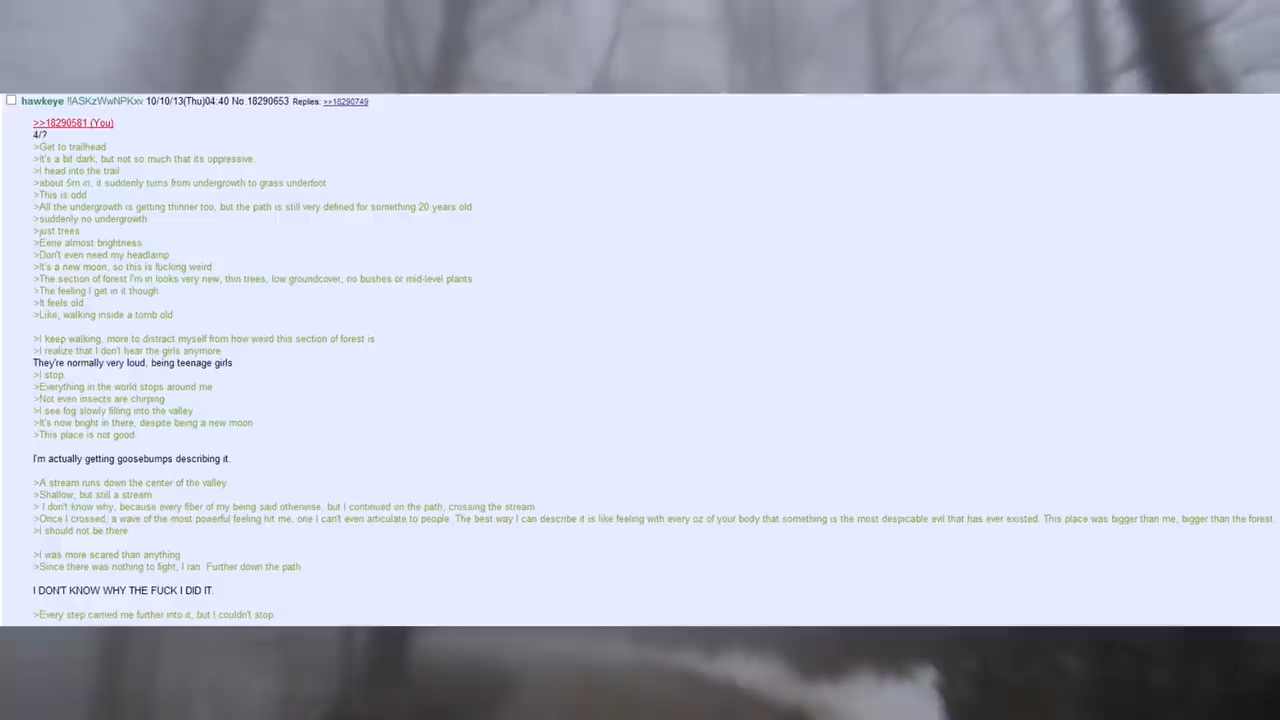 hawkeye !!ASKzWwNPKxv 10/10/13(Thu)04:40 No.18290653 Replies: >>18290749
>>18290581 (You)
4/?
>Get to trailhead
>It's a bit dark, but not so much that its oppressive.
>I head into the trail
>about 5m in, it suddenly turns from undergrowth to grass underfoot
>This is odd
>All the undergrowth is getting thinner too, but the path is still very defined for something 20 years old
>suddenly no undergrowth
>just trees
>Eerie almost brightness
>Don't even need my headlamp
>It's a new moon, so this is fucking weird
>The section of forest I'm in looks very new, thin trees, low groundcover, no bushes or mid-level plants
>The feeling I get in it though
>It feels old.
>Like, walking inside a tomb old
>I keep walking, more to distract myself from how weird this section of forest is
>I realize that I don't hear the girls anymore
They're normally very loud, being teenage girls
>I stop.
>Everything in the world stops around me
>Not even insects are chirping
>I see fog slowly filling into the valley
>It's now bright in there, despite being a new moon
>This place is not good.
I'm actually getting goosebumps describing it.
>A stream runs down the center of the valley.
>Shallow, but still a stream
> I don't know why, because every fiber of my being said otherwise, but I continued on the path, crossing the stream
>Once I crossed, a wave of the most powerful feeling hit me, one I can't even articulate to people. The best way I can describe it is like feeling with every oz of your body that something is the most despicable evil that has ever existed. This place was bigger than me, bigger than the forest.
>I should not be there.
>I was more scared than anything
>Since there was nothing to fight, I ran. Further down the path.
I DON'T KNOW WHY THE FUCK I DID IT.
>Every step carried me further into it, but I couldn't stop.